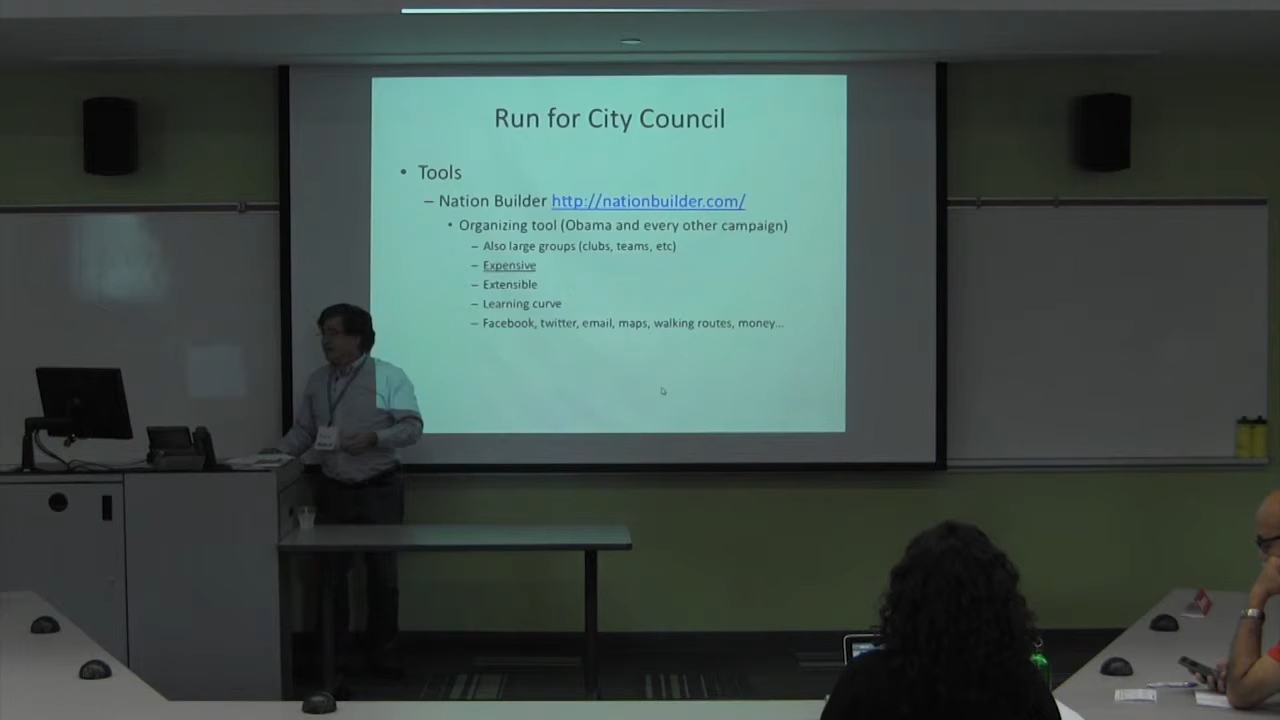 Run for City Council
• Tools
– Nation Builder http://nationbuilder.com/
• Organizing tool (Obama and every other campaign)
– Also large groups (clubs, teams, etc)
– Expensive
– Extensible
– Learning curve
– Facebook, twitter, email, maps, walking routes, money...